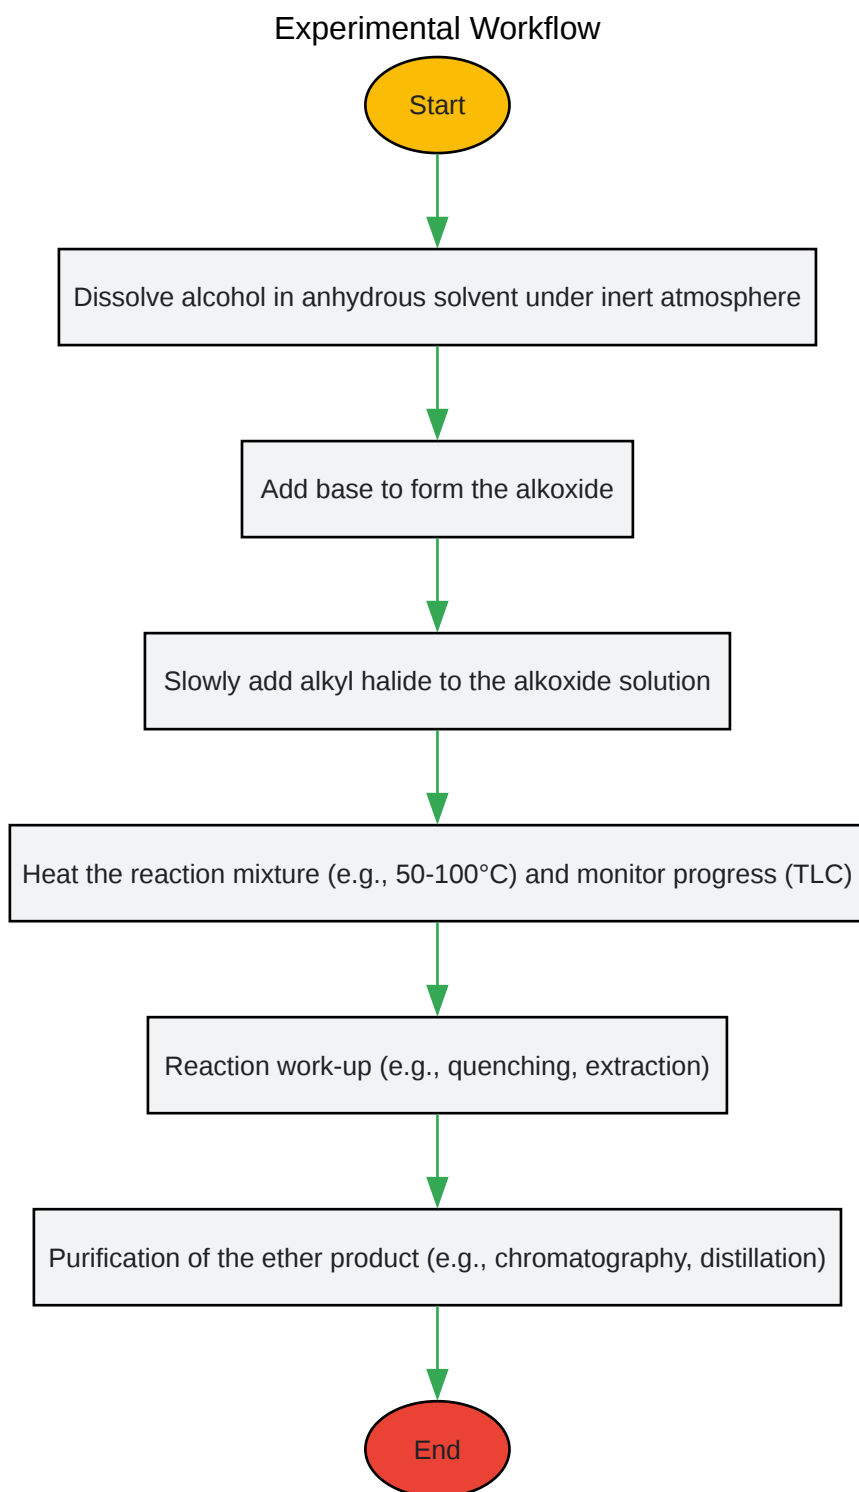 Experimental Workflow
Start
Dissolve alcohol in anhydrous solvent under inert atmosphere
Add base to form the alkoxide
Slowly add alkyl halide to the alkoxide solution
Heat the reaction mixture (e.g., 50-100°C) and monitor progress (TLC)
Reaction work-up (e.g., quenching, extraction)
Purification of the ether product (e.g., chromatography, distillation)
End